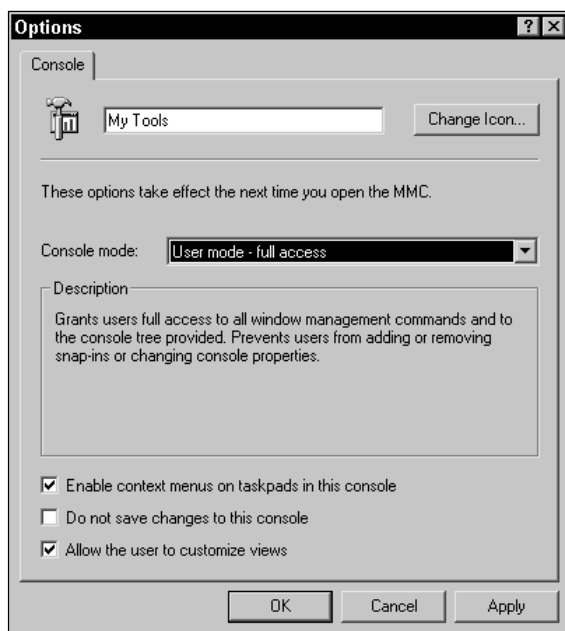 Options
Console
My Tools
Change Icon...
These options take effect the next time you open the MMC.
Console mode:
User mode - full access
Description
Grants users full access to all window management commands and to
the console tree provided. Prevents users from adding or removing
snap-ins or changing console properties.
Enable context menus on taskpads in this console
Do not save changes to this console
Allow the user to customize views
OK
Cancel
Apply